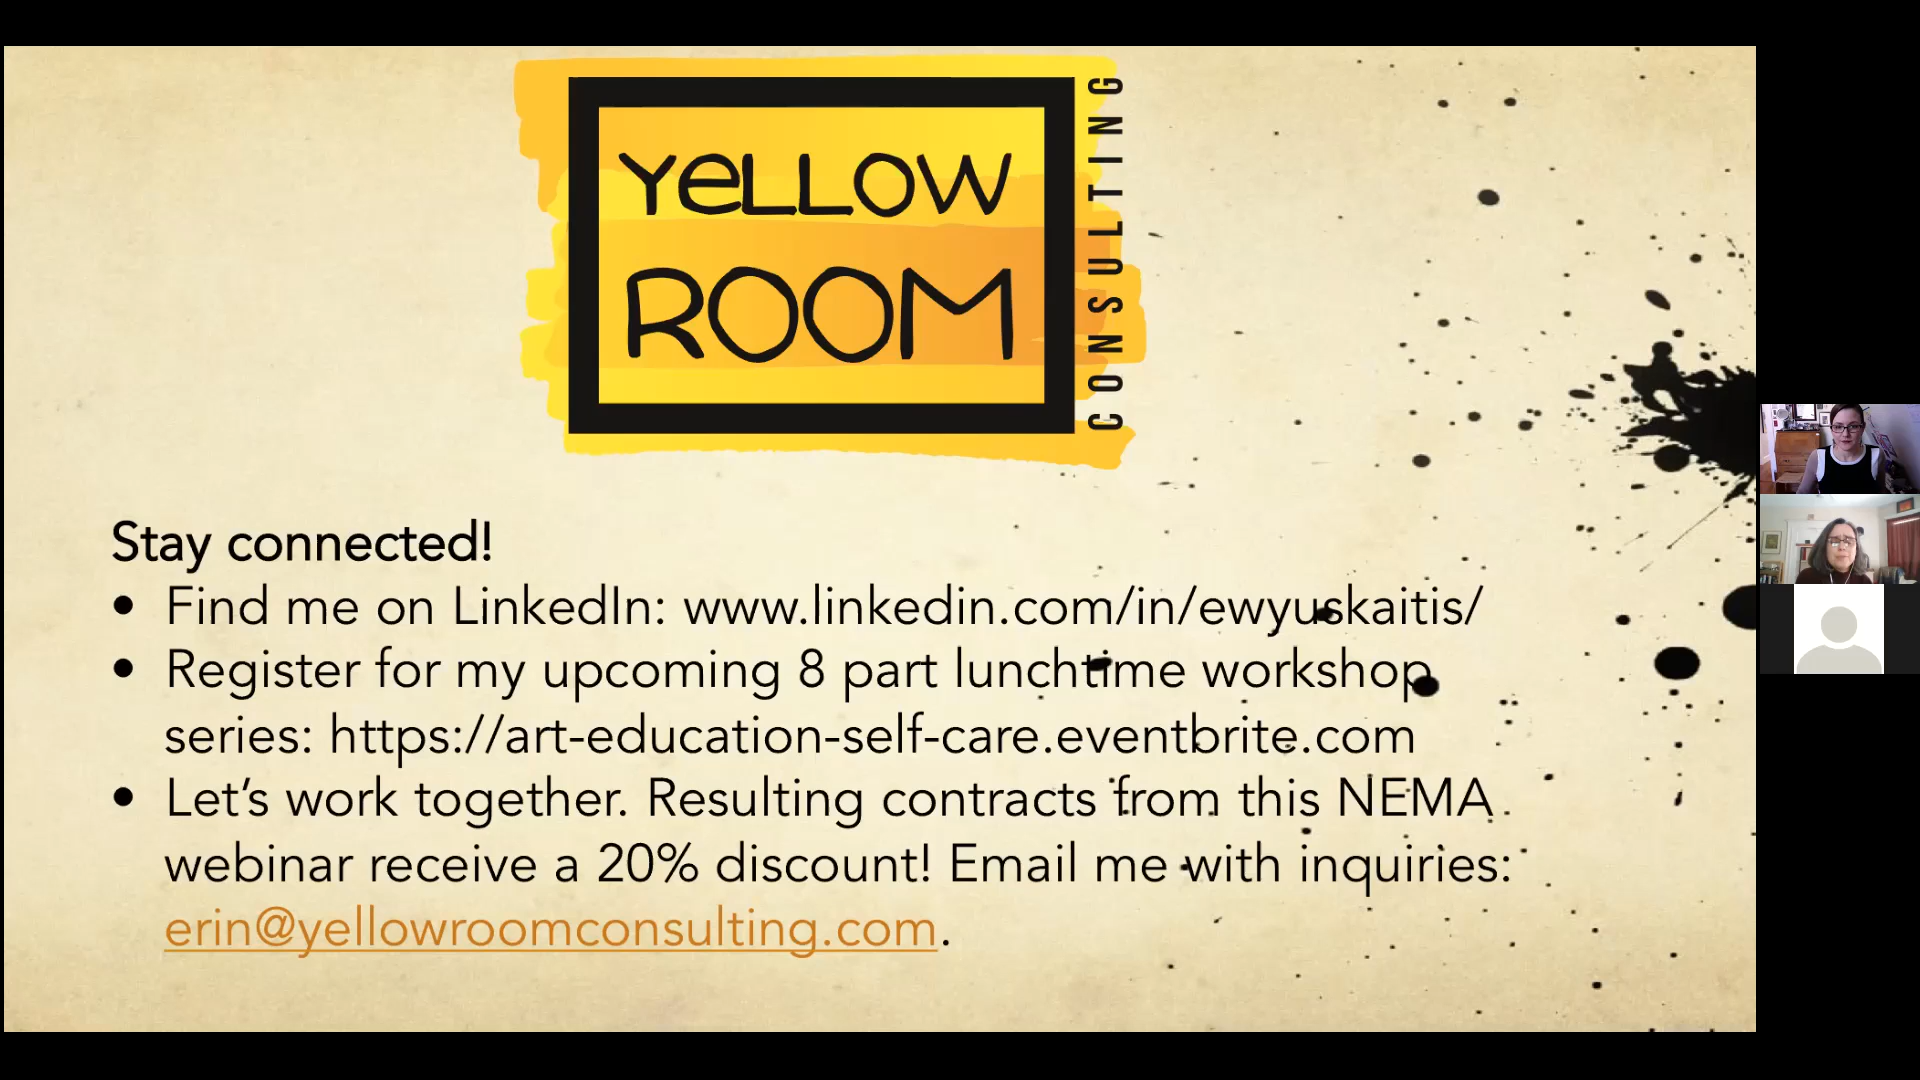 YeLLOW
ROOM
CONSULTING
Stay connected!
• Find me on LinkedIn: www.linkedin.com/in/ewyuskaitis/
• Register for my upcoming 8 part lunchtime workshop
series: https://art-education-self-care.eventbrite.com
• Let’s work together. Resulting contracts from this NEMA
webinar receive a 20% discount! Email me with inquiries:
erin@yellowroomconsulting.com.